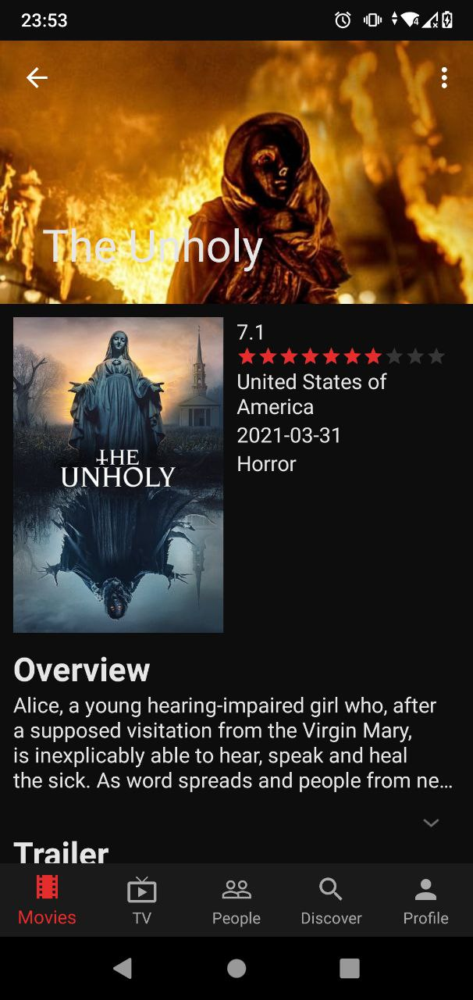 23:53
4
The Unholy
THE
UNHOLY
7.1
United States of
America
2021-03-31
Horror
Overview
Alice, a young hearing-impaired girl who, after
a supposed visitation from the Virgin Mary,
is inexplicably able to hear, speak and heal
the sick. As word spreads and people from ne…
Trailer
Movies
TV
People
Discover
Profile